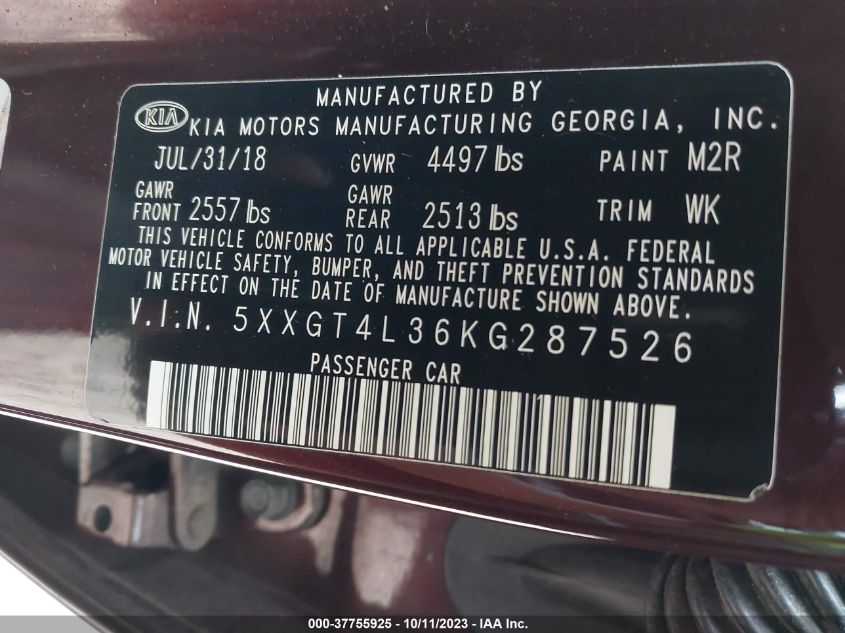 MANUFACTURED BY
KIA KIA MOTORS MANUFACTURING GEORGIA, INC.
JUL/31/18 GVWR 4497 lbs PAINT M2R
GAWR FRONT 2557 lbs GAWR REAR 2513 lbs TRIM WK
THIS VEHICLE CONFORMS TO ALL APPLICABLE U.S.A. FEDERAL
MOTOR VEHICLE SAFETY, BUMPER, AND THEFT PREVENTION STANDARDS
IN EFFECT ON THE DATE OF MANUFACTURE SHOWN ABOVE.
V.I.N. 5XXGT4L36KG287526
PASSENGER CAR
000-37755925 - 10/11/2023 - IAA Inc.